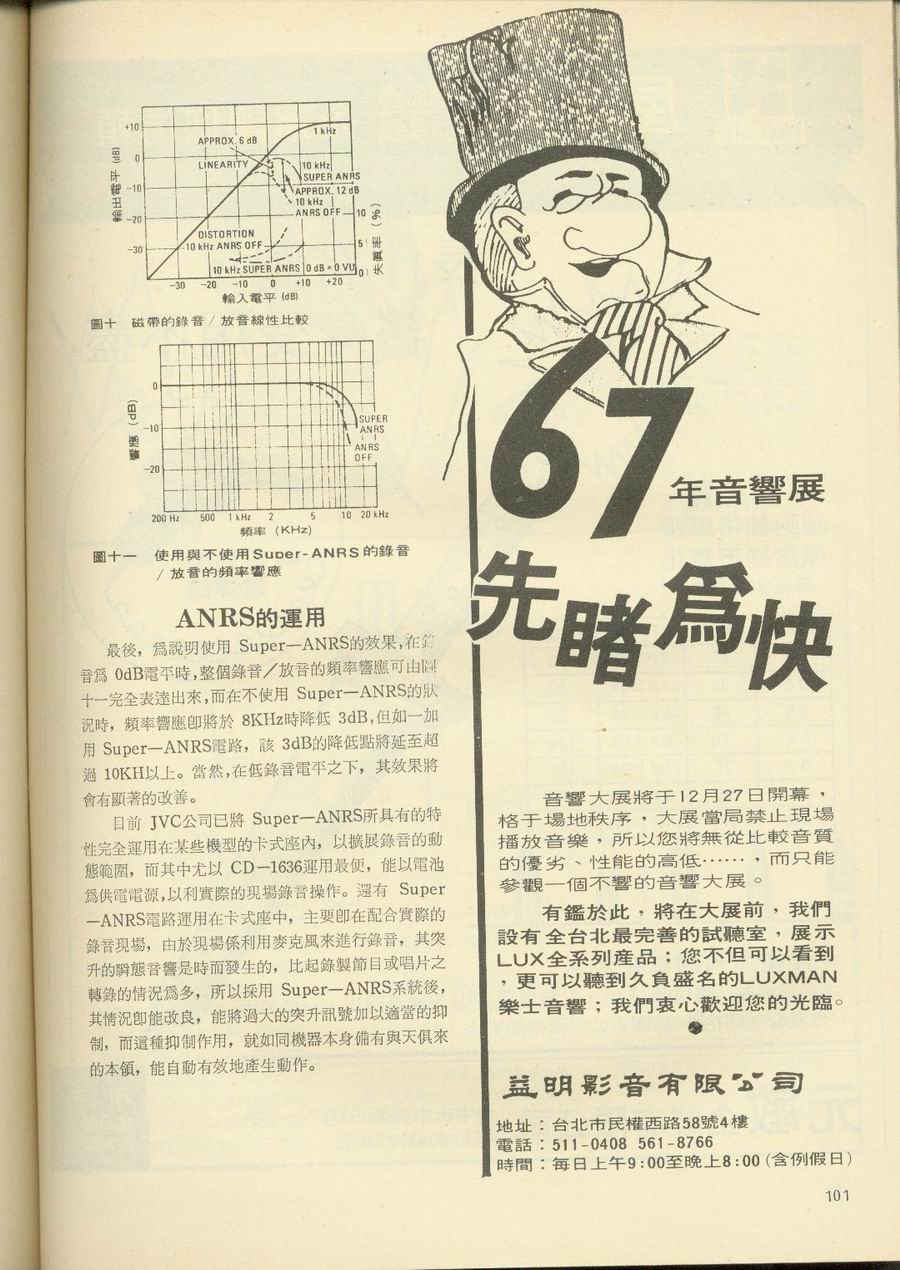 +10
0
-10
-20
-30
輸出電平 (dB)
1 kHz
APPROX. 6 dB
LINEARITY
10 kHz
SUPER ANRS
APPROX. 12 dB
10 kHz
ANRS OFF
10
5
0
失真率 (%)
DISTORTION
10 kHz ANRS OFF
10 kHz SUPER ANRS
0 dB = 0 VU
-30 -20 -10 0 +10 +20
輸入電平 (dB)
圖十 磁帶的錄音/放音線性比較
0
-10
-20
響應 (dB)
SUPER
ANRS
ANRS
OFF
200 Hz 500 1 kHz 2 5 10 20 kHz
頻率 (KHz)
圖十一 使用與不使用Super-ANRS的錄音
/放音的頻率響應
ANRS的運用
最後，爲說明使用 Super—ANRS的效果，在錄
音爲 0dB電平時，整個錄音／放音的頻率響應可由圖
十一完全表達出來，而在不使用 Super—ANRS的狀
況時，頻率響應卽將於 8KHz時降低 3dB，但如一加
用 Super—ANRS電路，該 3dB的降低點將延至超
過 10KH以上。當然，在低錄音電平之下，其效果將
會有顯著的改善。
目前 JVC公司已將 Super—ANRS所具有的特
性完全運用在某些機型的卡式座內，以擴展錄音的動
態範圍，而其中尤以 CD—1636運用最便，能以電池
爲供電電源，以利實際的現場錄音操作。還有 Super
—ANRS電路運用在卡式座中，主要卽在配合實際的
錄音現場，由於現場係利用麥克風來進行錄音，其突
升的瞬態音響是時而發生的，比起錄製節目或唱片之
轉錄的情況爲多，所以採用 Super—ANRS系統後，
其情況卽能改良，能將過大的突升訊號加以適當的抑
制，而這種抑制作用，就如同機器本身備有與天俱來
的本領，能自動有效地產生動作。
67
年音響展
先睹爲快
音響大展將于12月27日開幕，
格于場地秩序，大展當局禁止現場
播放音樂，所以您將無從比較音質
的優劣、性能的高低……，而只能
參觀一個不響的音響大展。
有鑑於此，將在大展前，我們
設有全台北最完善的試聽室，展示
LUX全系列產品；您不但可以看到
，更可以聽到久負盛名的LUXMAN
樂士音響；我們衷心歡迎您的光臨。
益明影音有限公司
地址：台北市民權西路58號4樓
電話：511-0408 561-8766
時間：每日上午9:00至晚上8:00（含例假日）
101